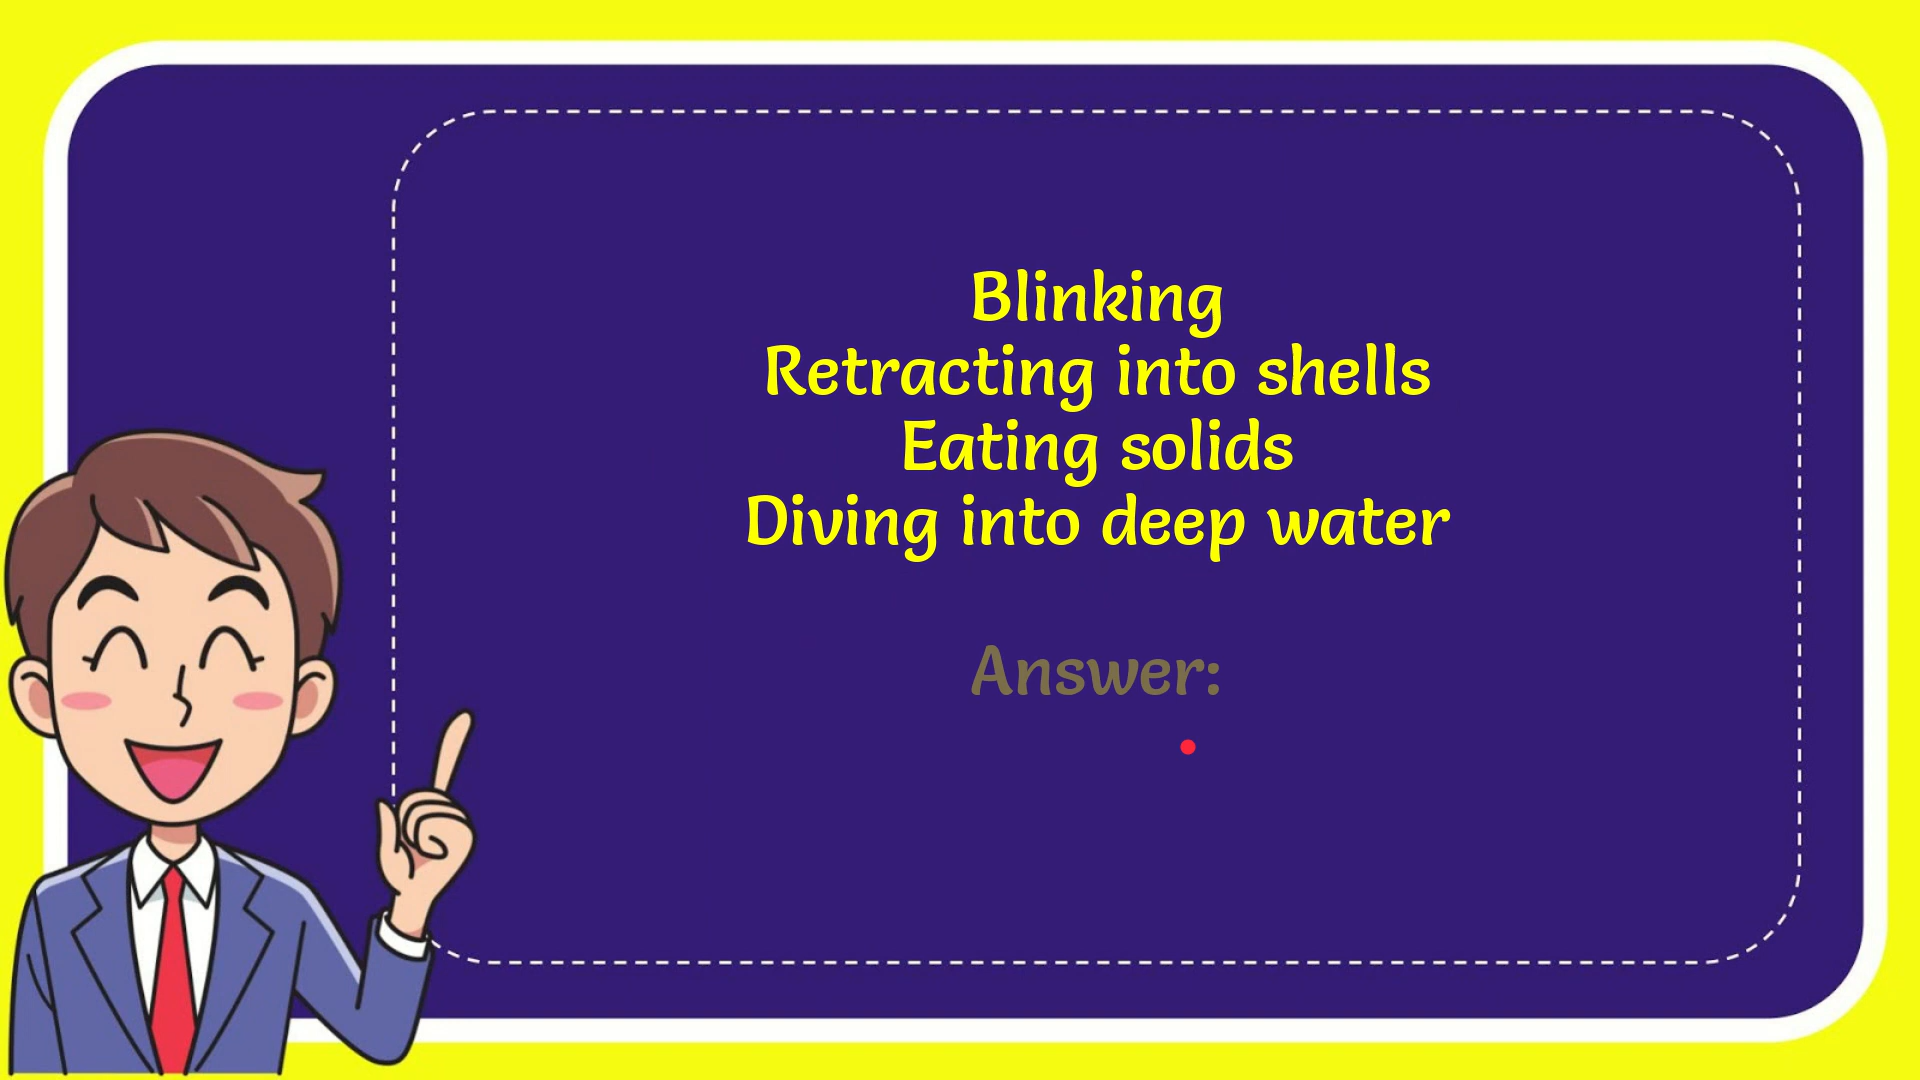 Blinking
Retracting into shells
Eating solids
Diving into deep water
Answer: